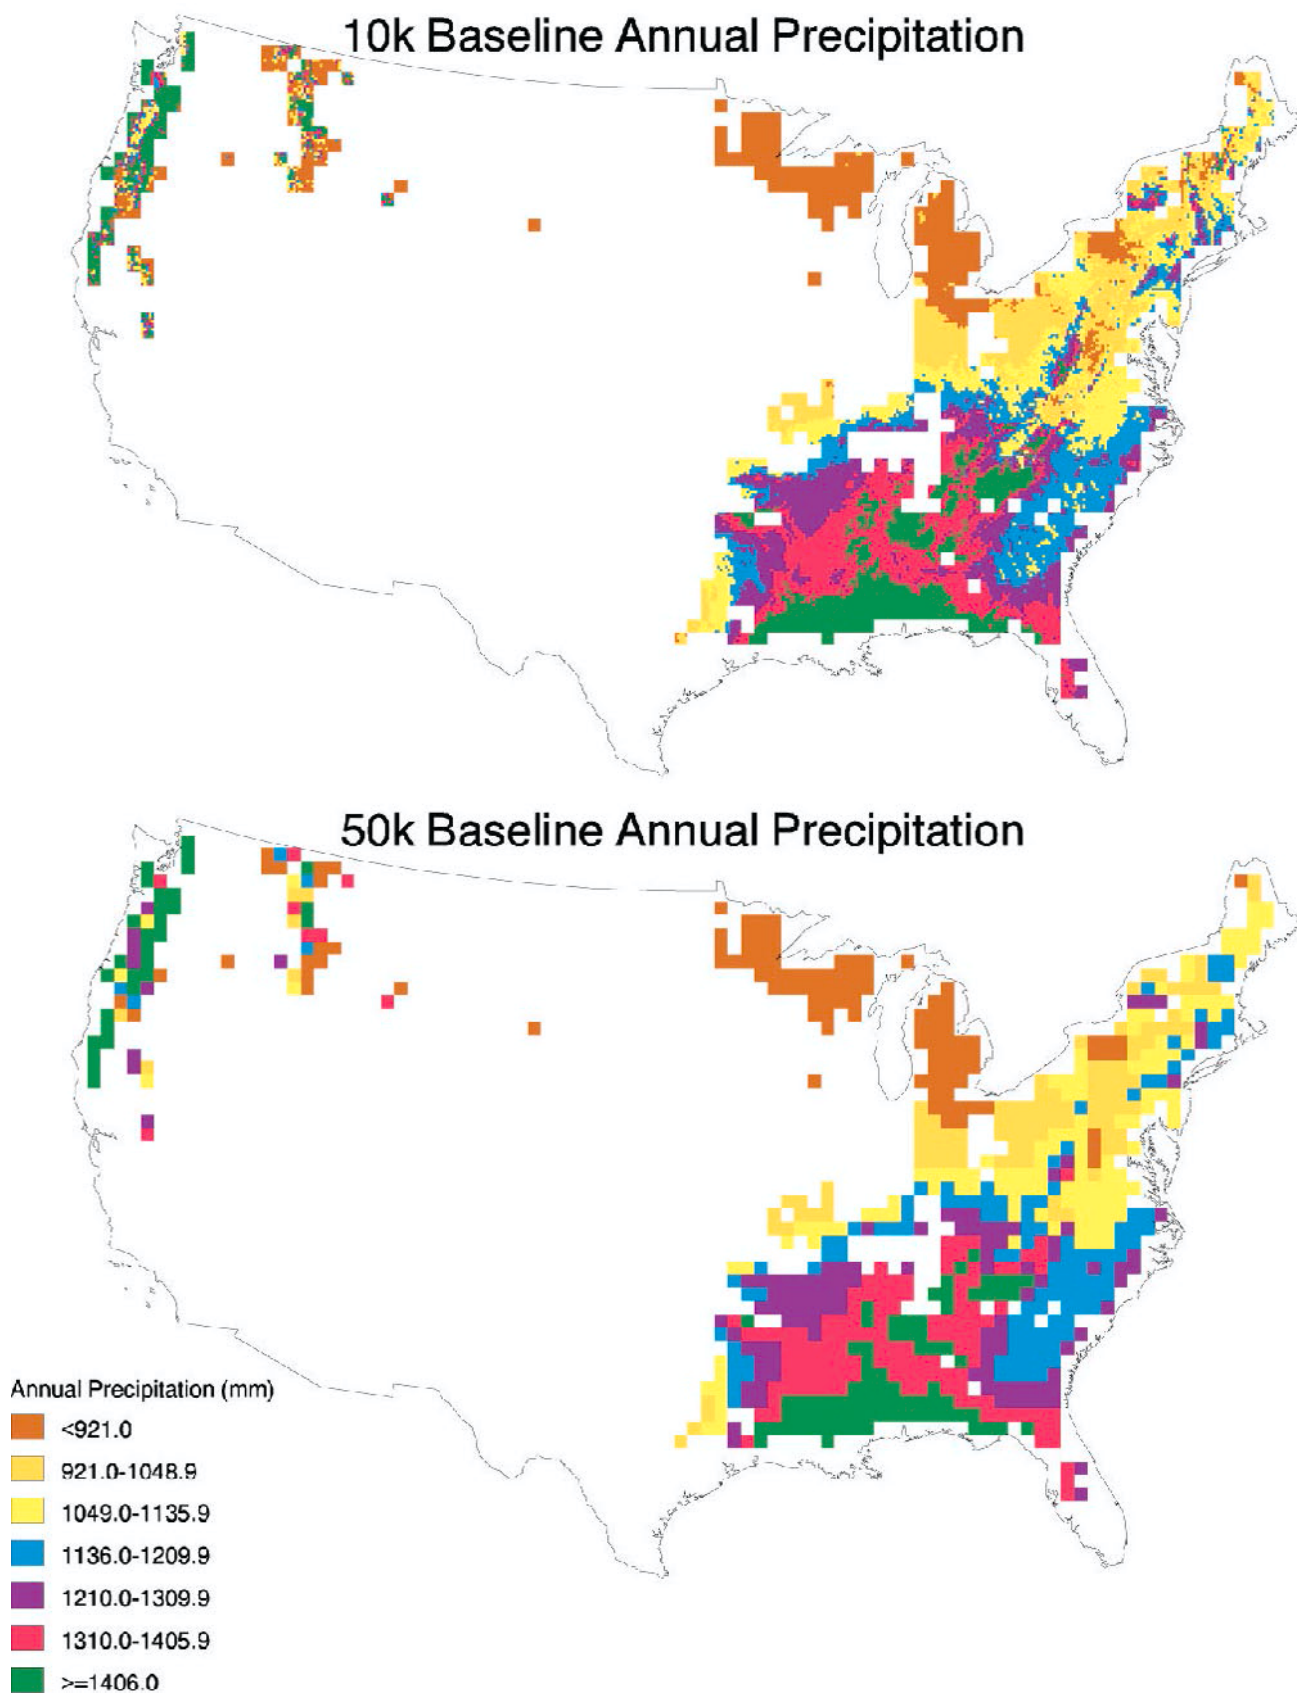 10k Baseline Annual Precipitation
50k Baseline Annual Precipitation
Annual Precipitation (mm)
<921.0
921.0-1048.9
1049.0-1135.9
1136.0-1209.9
1210.0-1309.9
1310.0-1405.9
>=1406.0